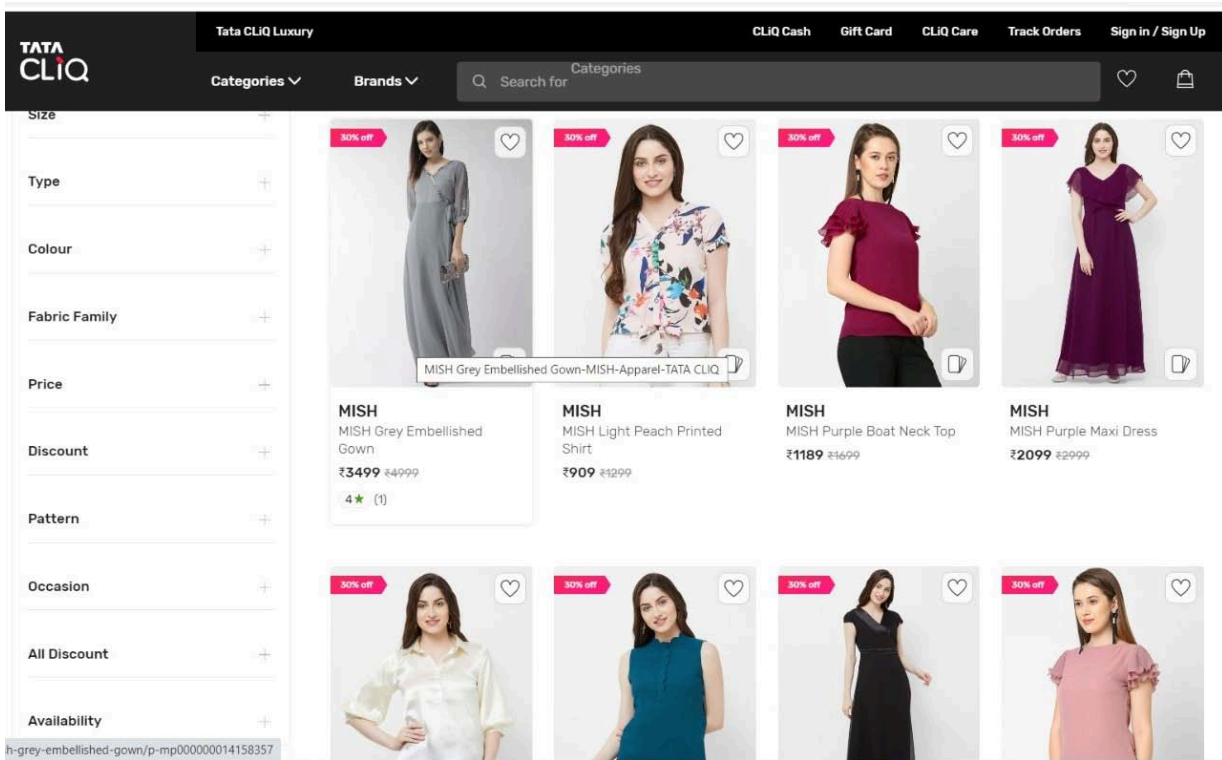 Tata CLiQ Luxury
CLiQ Cash
Gift Card
CLiQ Care
Track Orders
Sign in / Sign Up
TATA
CLiQ
Categories
Brands
Search for
Categories
Size
Type
Colour
Fabric Family
Price
Discount
Pattern
Occasion
All Discount
Availability
30% off
30% off
30% off
30% off
MISH Grey Embellished Gown-MISH-Apparel-TATA CLIQ
MISH
MISH Grey Embellished
Gown
₹3499 ₹4999
4★ (1)
MISH
MISH Light Peach Printed
Shirt
₹909 ₹1299
MISH
MISH Purple Boat Neck Top
₹1189 ₹1699
MISH
MISH Purple Maxi Dress
₹2099 ₹2999
30% off
30% off
30% off
30% off
h-grey-embellished-gown/p-mp000000014158357